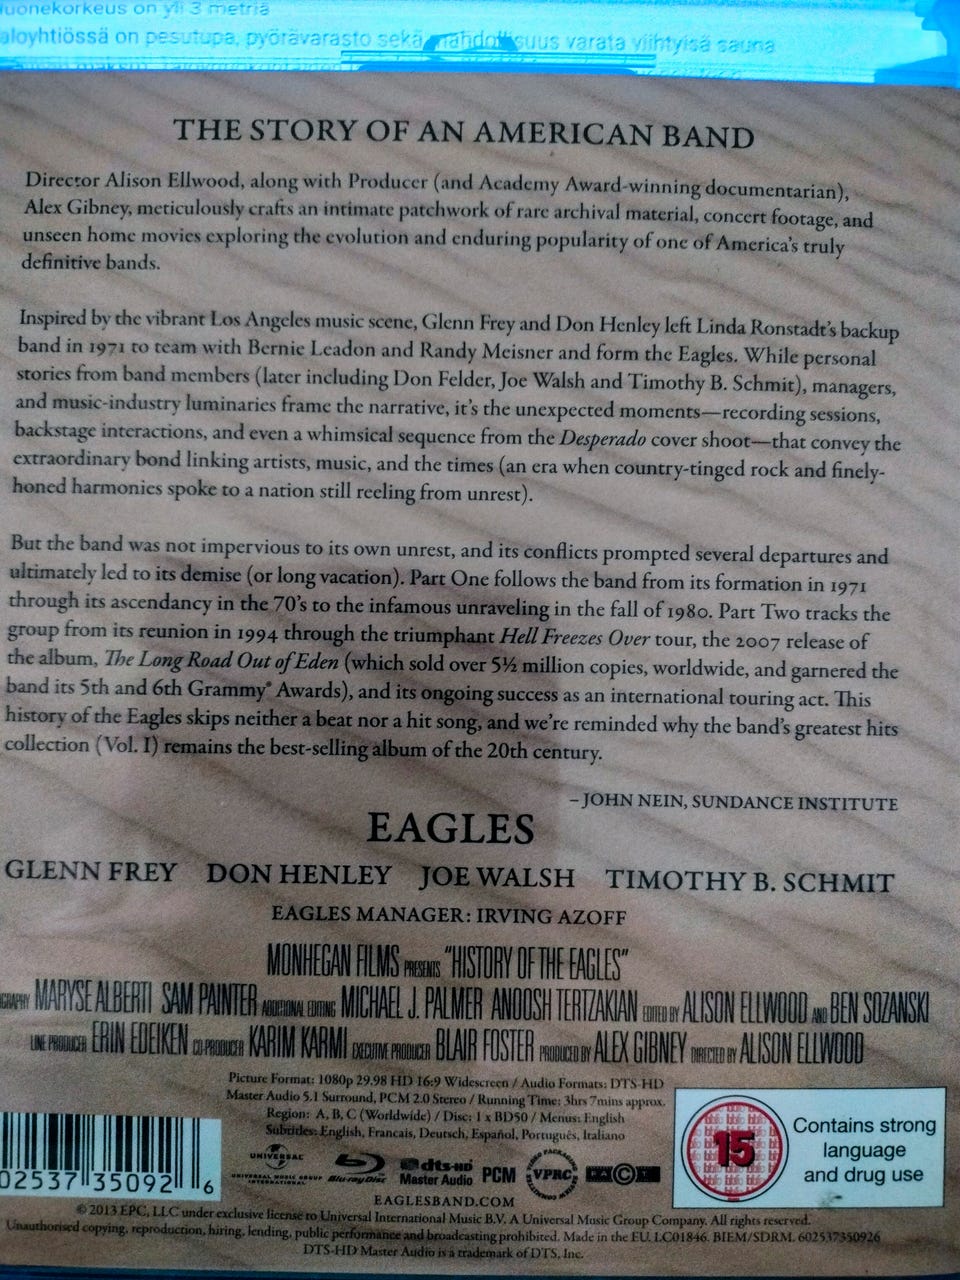 luonekorkeus on yli 3 metriä
aloyhtiössä on pesutupa, pyörävarasto sekä mahdollisuus varata viihtyisä sauna
THE STORY OF AN AMERICAN BAND
Director Alison Ellwood, along with Producer (and Academy Award-winning documentarian),
Alex Gibney, meticulously crafts an intimate patchwork of rare archival material, concert footage, and
unseen home movies exploring the evolution and enduring popularity of one of America's truly
definitive bands.
Inspired by the vibrant Los Angeles music scene, Glenn Frey and Don Henley left Linda Ronstadt's backup
band in 1971 to team with Bernie Leadon and Randy Meisner and form the Eagles. While personal
stories from band members (later including Don Felder, Joe Walsh and Timothy B. Schmit), managers,
and music-industry luminaries frame the narrative, it's the unexpected moments—recording sessions,
backstage interactions, and even a whimsical sequence from the Desperado cover shoot—that convey the
extraordinary bond linking artists, music, and the times (an era when country-tinged rock and finely-
honed harmonies spoke to a nation still reeling from unrest).
But the band was not impervious to its own unrest, and its conflicts prompted several departures and
ultimately led to its demise (or long vacation). Part One follows the band from its formation in 1971
through its ascendancy in the 70's to the infamous unraveling in the fall of 1980. Part Two tracks the
group from its reunion in 1994 through the triumphant Hell Freezes Over tour, the 2007 release of
the album, The Long Road Out of Eden (which sold over 5½ million copies, worldwide, and garnered the
band its 5th and 6th Grammy® Awards), and its ongoing success as an international touring act. This
history of the Eagles skips neither a beat nor a hit song, and we're reminded why the band's greatest hits
collection (Vol. I) remains the best-selling album of the 20th century.
–JOHN NEIN, SUNDANCE INSTITUTE
EAGLES
GLENN FREY DON HENLEY JOE WALSH TIMOTHY B. SCHMIT
EAGLES MANAGER: IRVING AZOFF
MONHEGAN FILMS PRESENTS "HISTORY OF THE EAGLES"
GRAPHY MARYSE ALBERTI SAM PAINTER ADDITIONAL EDITING MICHAEL J. PALMER ANOOSH TERTZAKIAN EDITED BY ALISON ELLWOOD AND BEN SOZANSKI
LINE PRODUCER ERIN EDEIKEN CO-PRODUCER KARIM KARMI EXECUTIVE PRODUCER BLAIR FOSTER PRODUCED BY ALEX GIBNEY DIRECTED BY ALISON ELLWOOD
Picture Format: 1080p 29.98 HD 16:9 Widescreen / Audio Formats: DTS-HD
Master Audio 5.1 Surround, PCM 2.0 Stereo / Running Time: 3hrs 7mins approx.
Region: A, B, C (Worldwide) / Disc: 1 x BD50 / Menus: English
Subtitles: English, Francais, Deutsch, Español, Português, Italiano
15
Contains strong
language
and drug use
UNIVERSAL
UNIVERSAL MUSIC GROUP
INTERNATIONAL
Blu-ray Disc
dts-HD
Master Audio
PCM
VPRC
02537 35092 6
EAGLESBAND.COM
© 2013 EPC, LLC under exclusive license to Universal International Music B.V. A Universal Music Group Company. All rights reserved.
Unauthorised copying, reproduction, hiring, lending, public performance and broadcasting prohibited. Made in the EU. LC01846. BIEM/SDRM. 602537350926
DTS-HD Master Audio is a trademark of DTS, Inc.